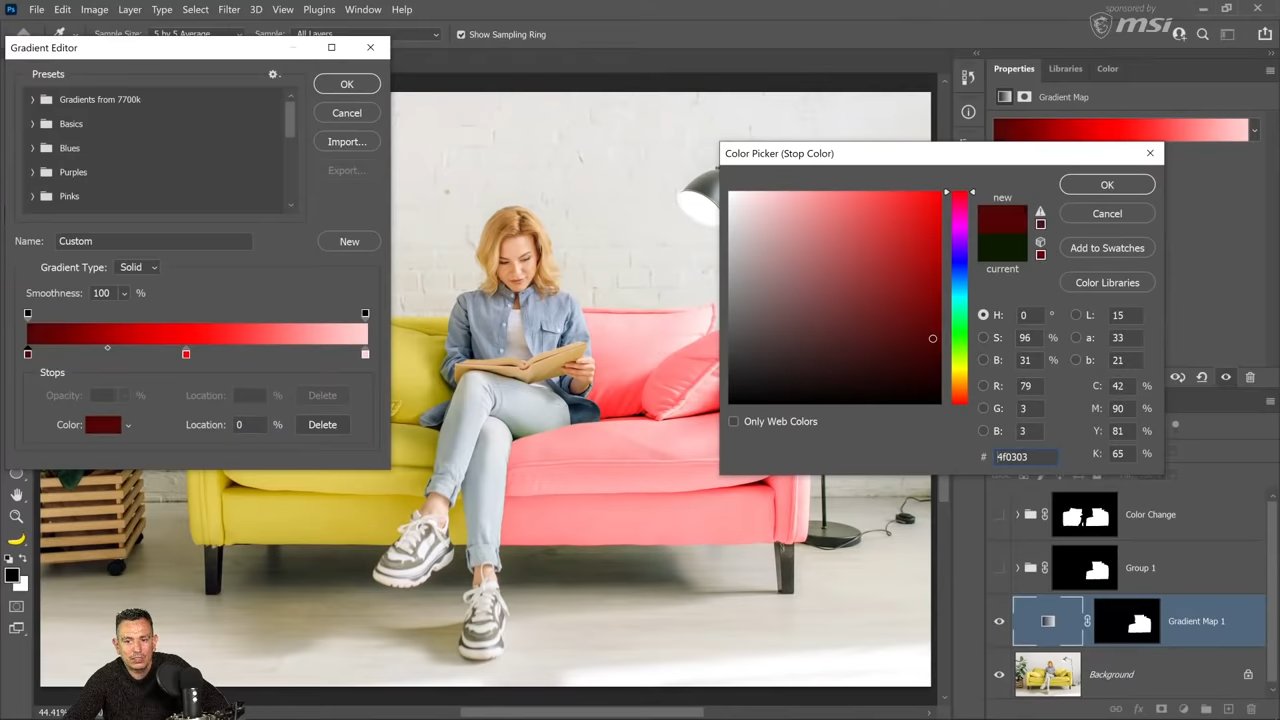 Ps File Edit Image Layer Type Select Filter 3D View Plugins Window Help
sponsored by
msi
Sample Size: 5 by 5 Average Sample: All Layers Show Sampling Ring
Gradient Editor
Presets
Gradients from 7700k
Basics
Blues
Purples
Pinks
OK
Cancel
Import...
Export...
Name: Custom
New
Gradient Type: Solid
Smoothness: 100 %
Stops
Opacity: % Location: % Delete
Color: Location: 0 % Delete
Properties Libraries Color
Gradient Map
Color Picker (Stop Color)
new
current
OK
Cancel
Add to Swatches
Color Libraries
H: 0 ° L: 15
S: 96 % a: 33
B: 31 % b: 21
R: 79 C: 42 %
G: 3 M: 90 %
B: 3 Y: 81 %
# 4f0303 K: 65 %
Only Web Colors
Color Change
Group 1
Gradient Map 1
Background
44.41%
fx